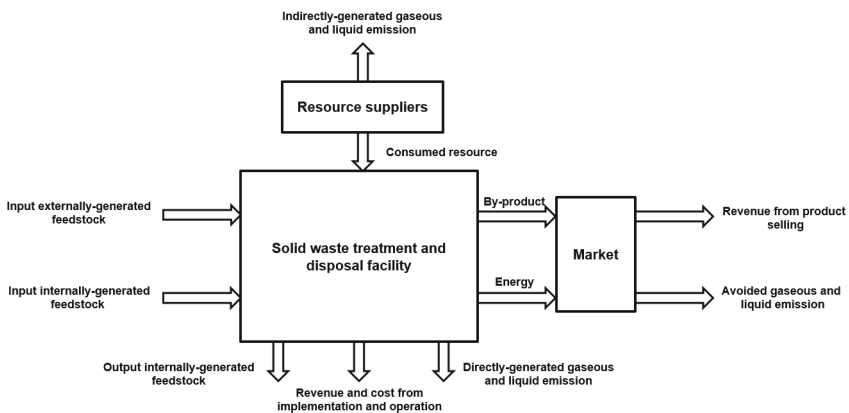 Indirectly-generated gaseous
and liquid emission
Resource suppliers
Consumed resource
Input externally-generated
feedstock
By-product
Revenue from product
selling
Solid waste treatment and
disposal facility
Market
Input internally-generated
feedstock
Energy
Avoided gaseous and
liquid emission
Output internally-generated
feedstock
Revenue and cost from
implementation and operation
Directly-generated gaseous
and liquid emission